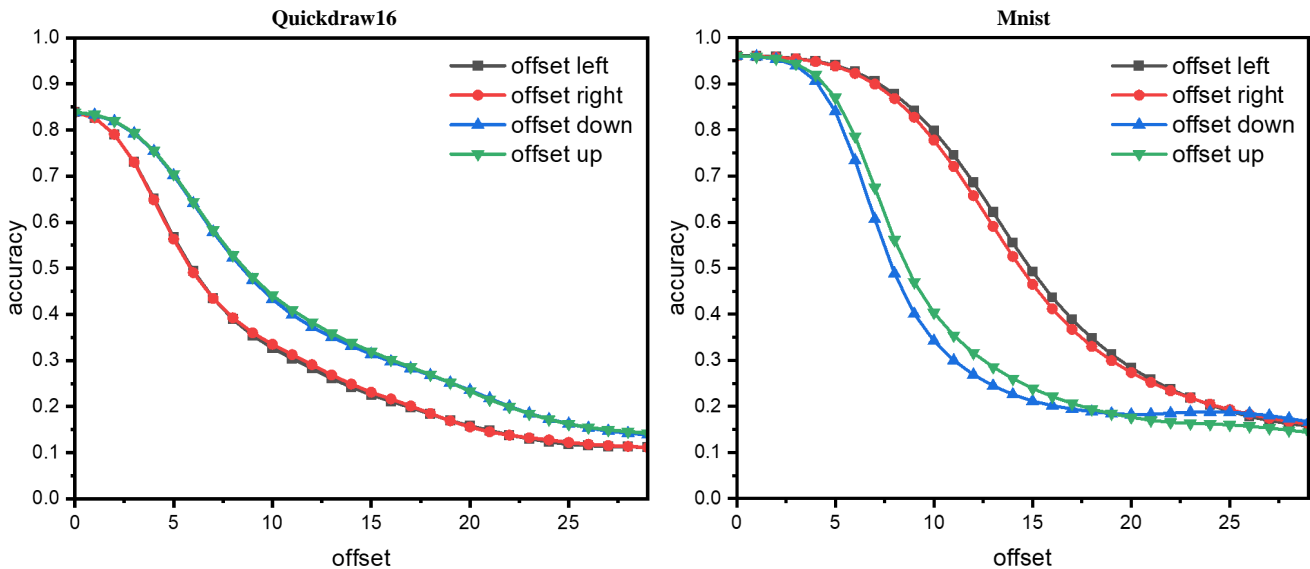 Quickdraw16
1.0
0.9
0.8
0.7
0.6
0.5
0.4
0.3
0.2
0.1
0.0
accuracy
offset left
offset right
offset down
offset up
0 5 10 15 20 25
offset
Mnist
1.0
0.9
0.8
0.7
0.6
0.5
0.4
0.3
0.2
0.1
0.0
accuracy
offset left
offset right
offset down
offset up
0 5 10 15 20 25
offset